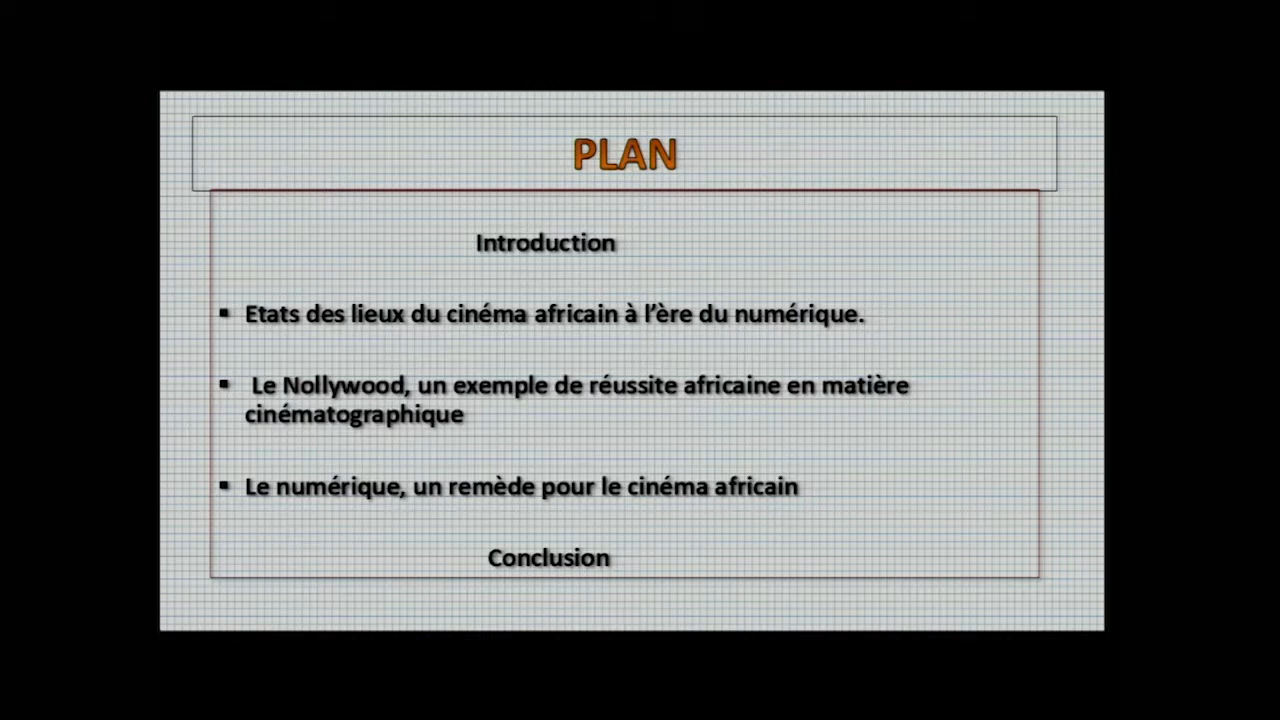 PLAN
Introduction
▪ Etats des lieux du cinéma africain à l’ère du numérique.
▪ Le Nollywood, un exemple de réussite africaine en matière
cinématographique
▪ Le numérique, un remède pour le cinéma africain
Conclusion